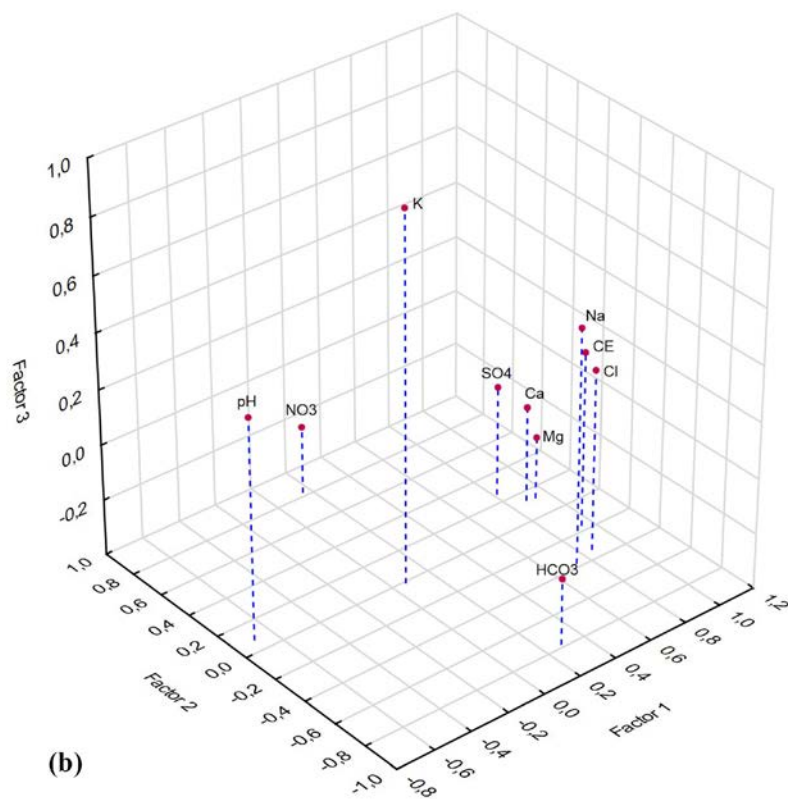 1,0
0,8
0,6
0,4
0,2
0,0
-0,2
Factor 3
K
Na
CE
Cl
SO4
Ca
Mg
pH
NO3
HCO3
1,0
0,8
0,6
0,4
0,2
0,0
-0,2
-0,4
-0,6
-0,8
-1,0
Factor 2
-0,8
-0,6
-0,4
-0,2
0,0
0,2
0,4
0,6
0,8
1,0
1,2
Factor 1
(b)